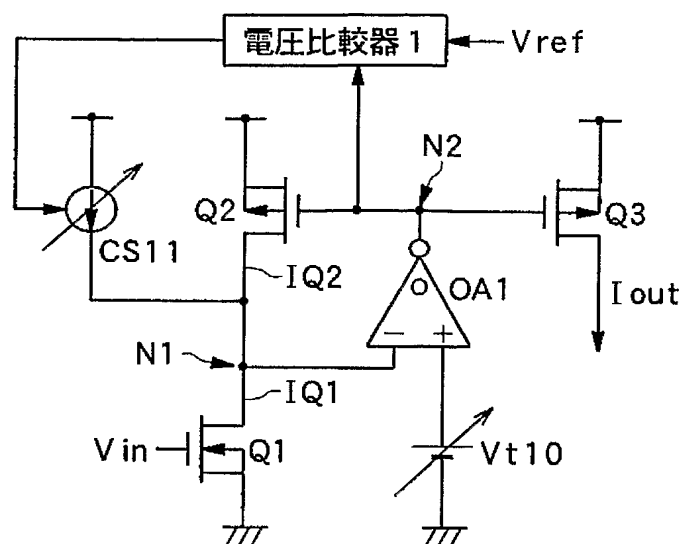 電圧比較器1
Vref
N2
Q2
Q3
CS11
IQ2
O
OA1
Iout
N1
−
+
IQ1
Vin
Q1
Vt10